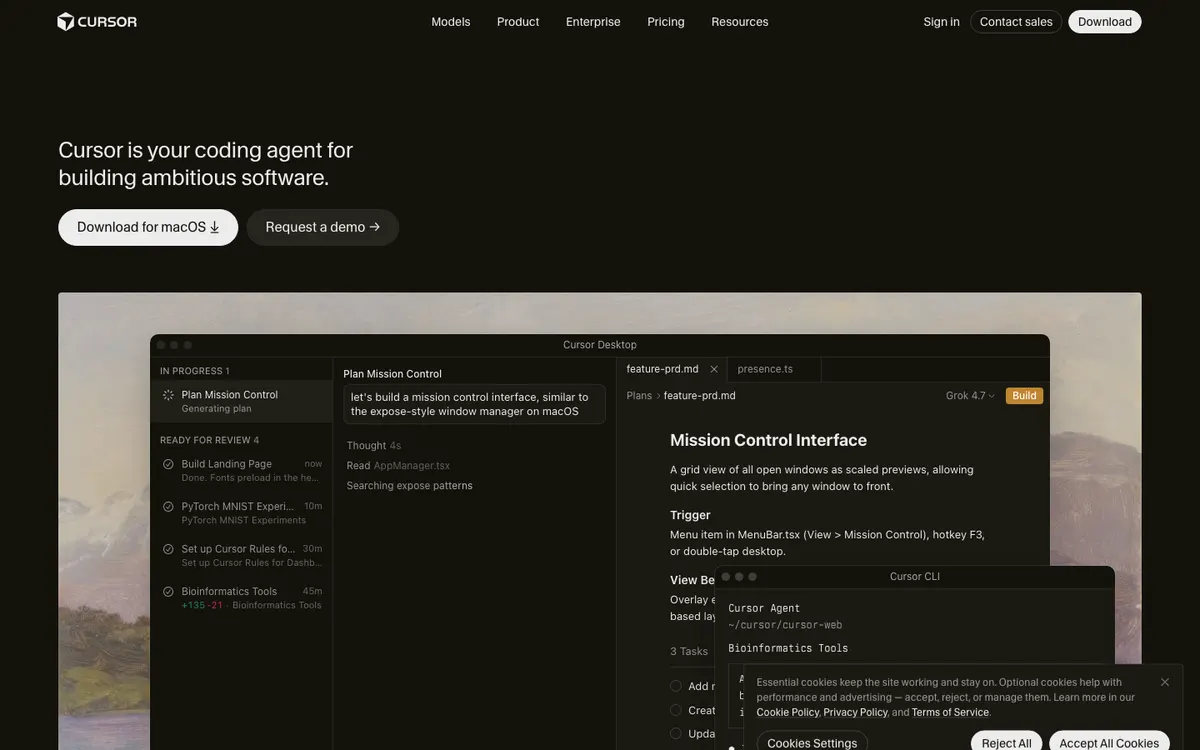 CURSOR
Models
Product
Enterprise
Pricing
Resources
Sign in
Contact sales
Download
Cursor is your coding agent for
building ambitious software.
Download for macOS ↓
Request a demo →
Cursor Desktop
IN PROGRESS 1
Plan Mission Control
Generating plan
READY FOR REVIEW 4
Build Landing Page now
Done. Fonts preload in the he...
PyTorch MNIST Experi... 10m
PyTorch MNIST Experiments
Set up Cursor Rules fo... 30m
Set up Cursor Rules for Dashb...
Bioinformatics Tools 45m
+135 -21 · Bioinformatics Tools
Plan Mission Control
let's build a mission control interface, similar to
the expose-style window manager on macOS
Thought 4s
Read AppManager.tsx
Searching expose patterns
feature-prd.md
presence.ts
Plans > feature-prd.md
Grok 4.7
Build
Mission Control Interface
A grid view of all open windows as scaled previews, allowing
quick selection to bring any window to front.
Trigger
Menu item in MenuBar.tsx (View > Mission Control), hotkey F3,
or double-tap desktop.
View Be
Overlay
based
3 Tasks
Add
Creat
Upda
Cursor CLI
Cursor Agent
~/cursor/cursor-web
Bioinformatics Tools
Essential cookies keep the site working and stay on. Optional cookies help with
performance and advertising — accept, reject, or manage them. Learn more in our
Cookie Policy, Privacy Policy, and Terms of Service.
Cookies Settings
Reject All
Accept All Cookies